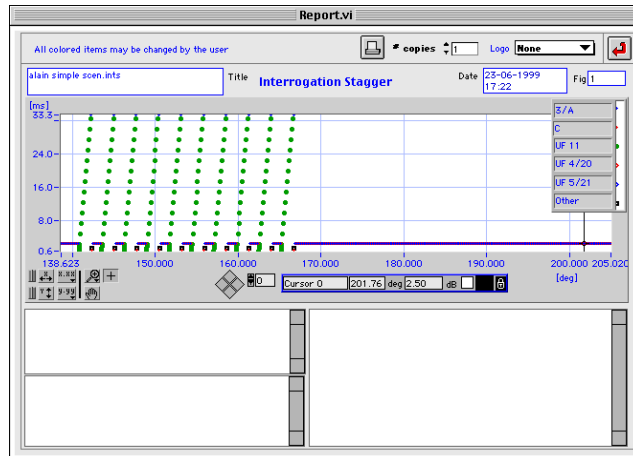 Report.vi
All colored items may be changed by the user
# copies 1 Logo None
alain simple scen.ints
Title Interrogation Stagger
Date 23-06-1999
17:22
Fig 1
[ms]
33.3
24.0
16.0
8.0
0.6
3/A
C
UF 11
UF 4/20
UF 5/21
Other
138.623 150.000 160.000 170.000 180.000 190.000 200.000 205.020
[deg]
0 Cursor 0 201.76 deg 2.50 dB